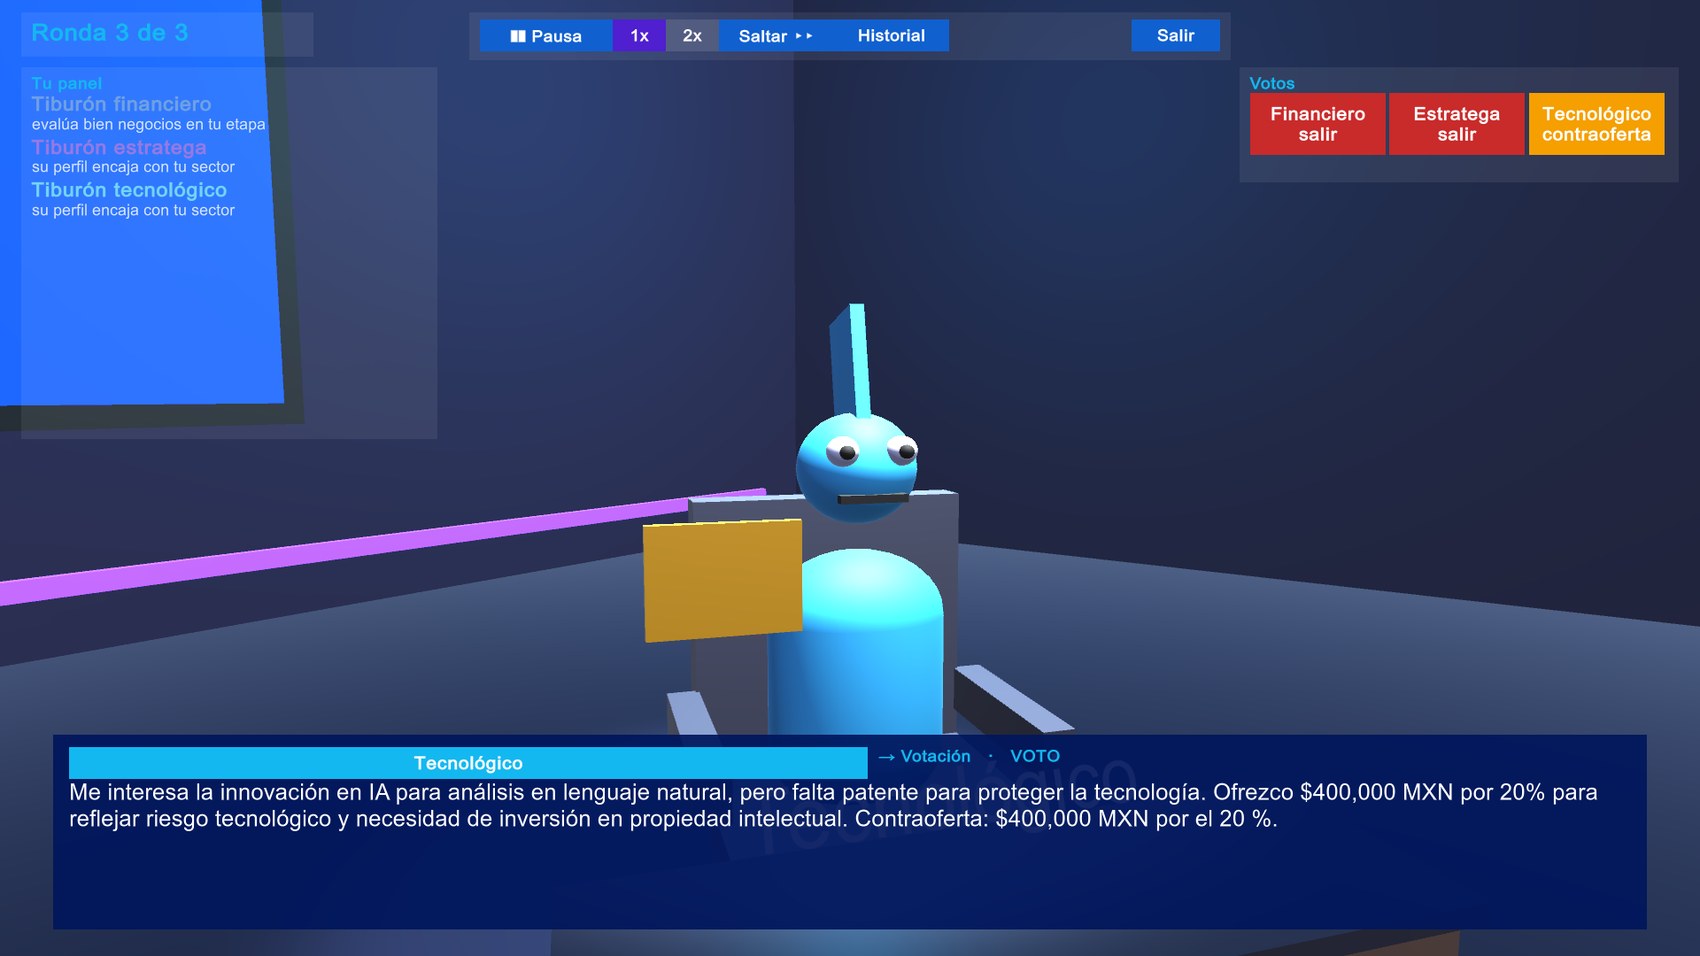 Ronda 3 de 3
Pausa
1x
2x
Saltar
Historial
Salir
Tu panel
Tiburón financiero
evalúa bien negocios en tu etapa
Tiburón estratega
su perfil encaja con tu sector
Tiburón tecnológico
su perfil encaja con tu sector
Votos
Financiero
salir
Estratega
salir
Tecnológico
contraoferta
Tecnológico
→ Votación · VOTO
Me interesa la innovación en IA para análisis en lenguaje natural, pero falta patente para proteger la tecnología. Ofrezco $400,000 MXN por 20% para
reflejar riesgo tecnológico y necesidad de inversión en propiedad intelectual. Contraoferta: $400,000 MXN por el 20 %.
Tecnológico